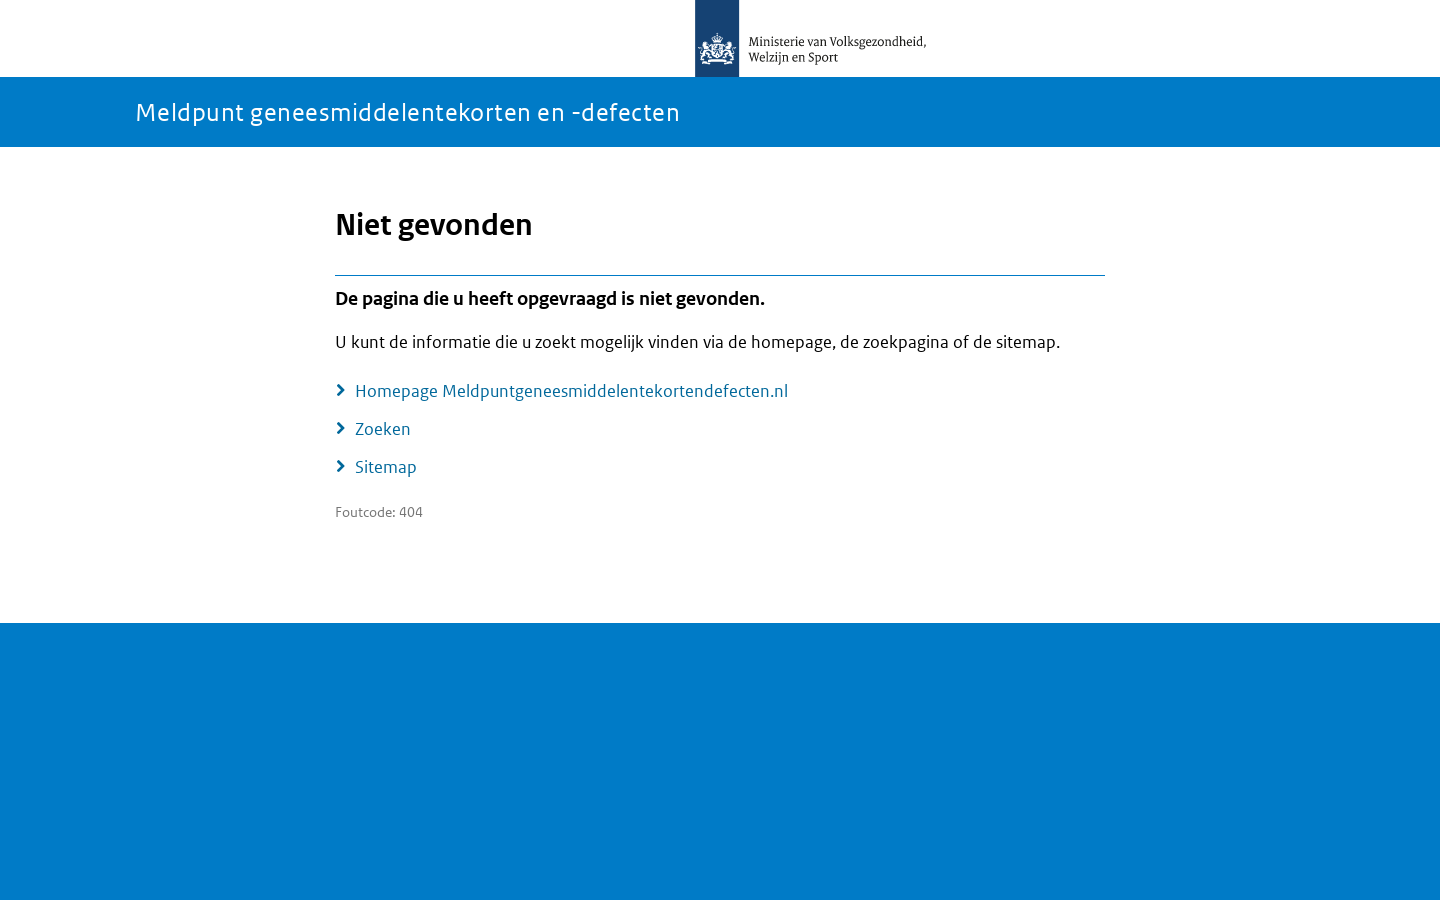 Ministerie van Volksgezondheid,
Welzijn en Sport
Meldpunt geneesmiddelentekorten en -defecten
Niet gevonden
De pagina die u heeft opgevraagd is niet gevonden.
U kunt de informatie die u zoekt mogelijk vinden via de homepage, de zoekpagina of de sitemap.
Homepage Meldpuntgeneesmiddelentekortendefecten.nl
Zoeken
Sitemap
Foutcode: 404